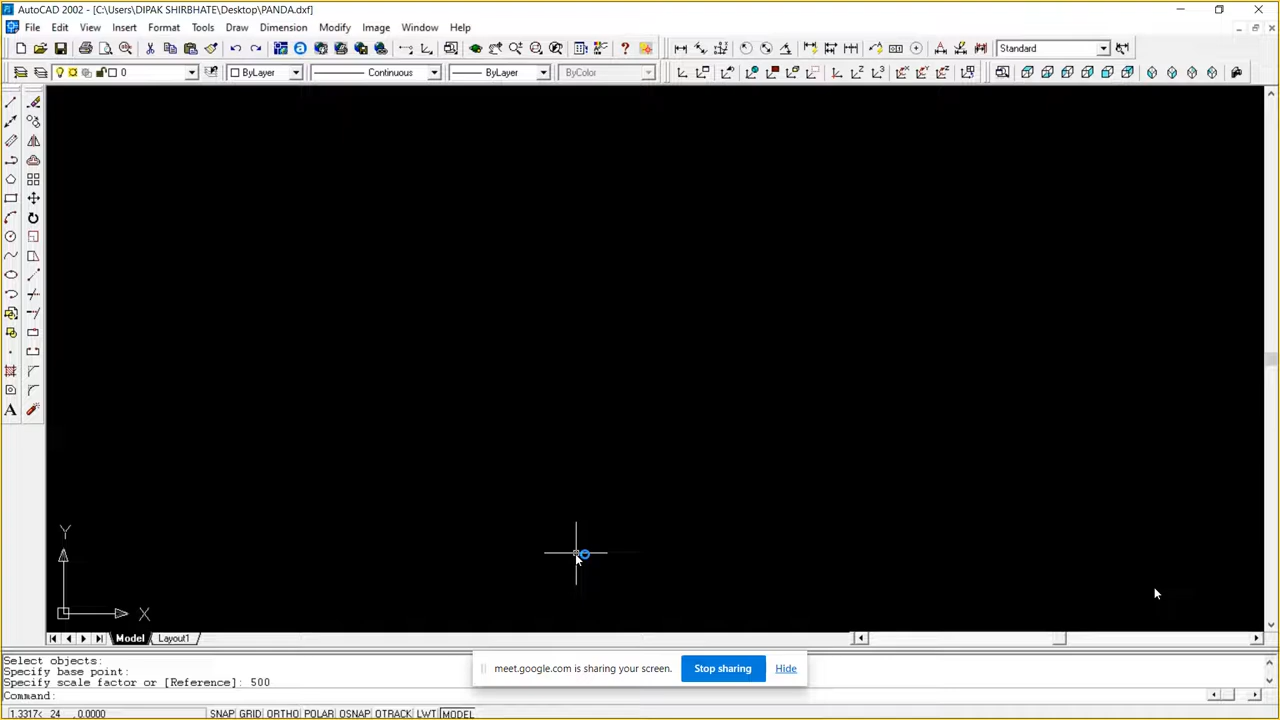 AutoCAD 2002 - [C:\Users\DIPAK SHIRBHATE\Desktop\PANDA.dxf]
File Edit View Insert Format Tools Draw Dimension Modify Image Window Help
Standard
0 ByLayer Continuous ByLayer ByColor
A
Y
X
Model Layout1
Select objects:
Specify base point:
Specify scale factor or [Reference]: 500
Command:
meet.google.com is sharing your screen. Stop sharing Hide
1.3317< 24 ,0.0000 SNAP GRID ORTHO POLAR OSNAP OTRACK LWT MODEL